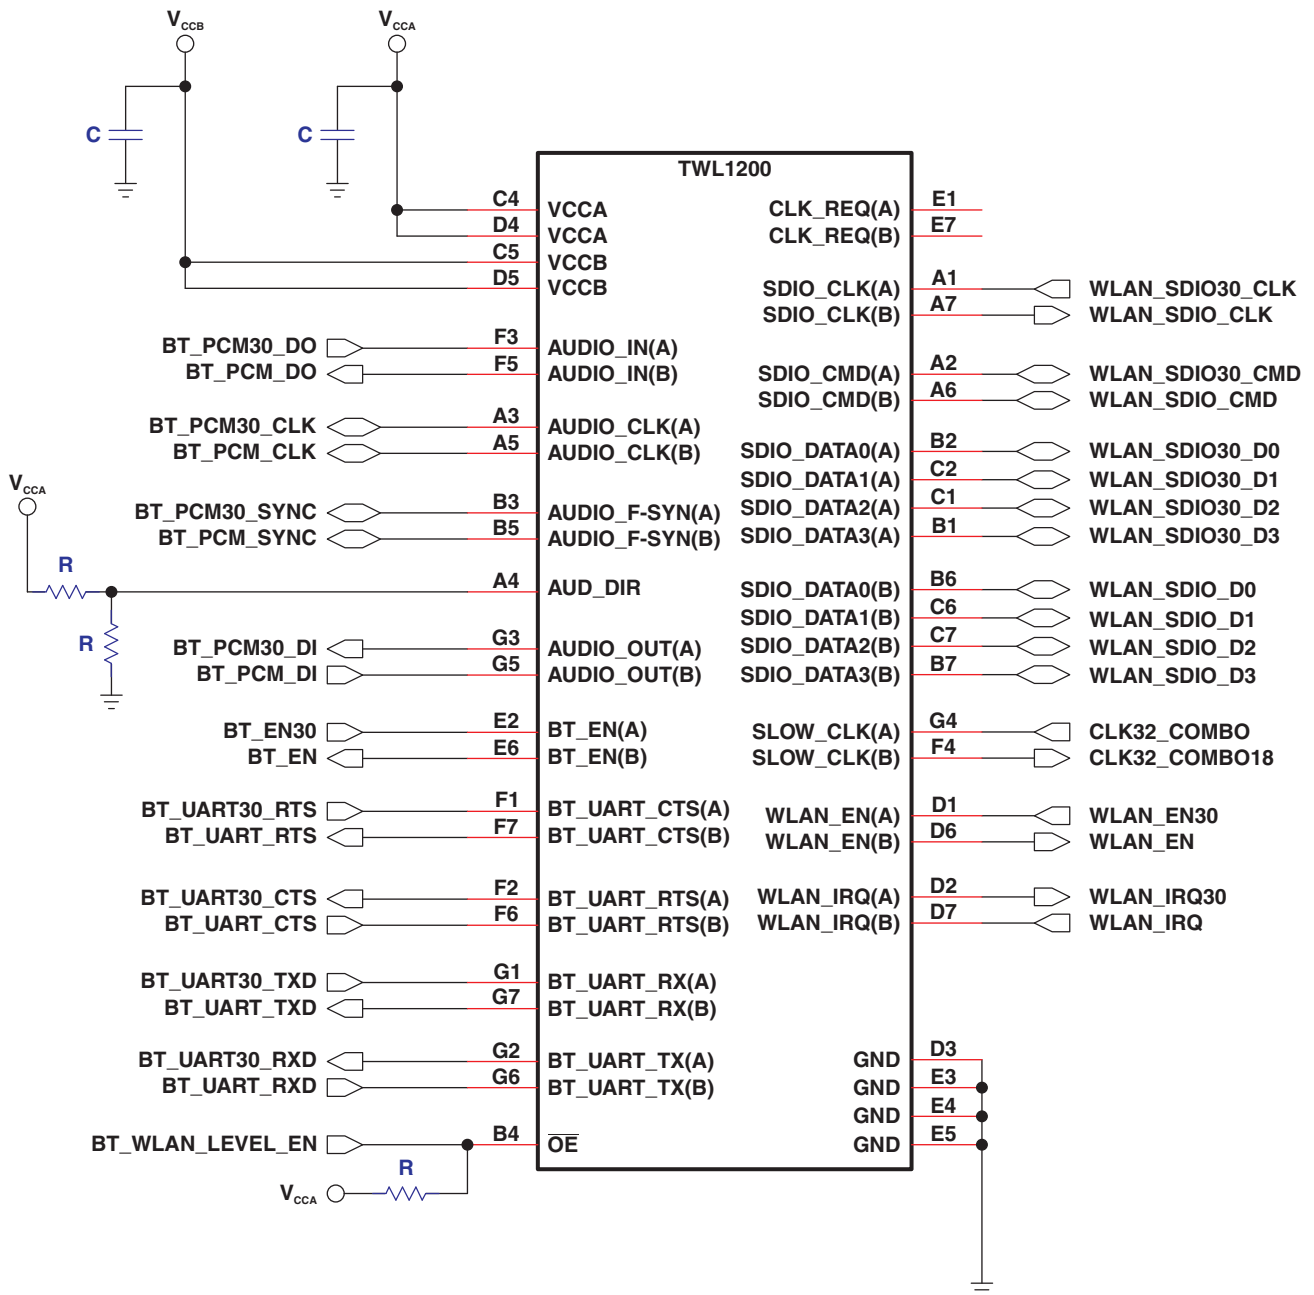 VCCB
VCCA
C
C
TWL1200
C4
VCCA
D4
VCCA
C5
VCCB
D5
VCCB
BT_PCM30_DO
F3
AUDIO_IN(A)
BT_PCM_DO
F5
AUDIO_IN(B)
BT_PCM30_CLK
A3
AUDIO_CLK(A)
BT_PCM_CLK
A5
AUDIO_CLK(B)
VCCA
BT_PCM30_SYNC
B3
AUDIO_F-SYN(A)
BT_PCM_SYNC
B5
AUDIO_F-SYN(B)
R
A4
AUD_DIR
R
BT_PCM30_DI
G3
AUDIO_OUT(A)
BT_PCM_DI
G5
AUDIO_OUT(B)
BT_EN30
E2
BT_EN(A)
BT_EN
E6
BT_EN(B)
BT_UART30_RTS
F1
BT_UART_CTS(A)
BT_UART_RTS
F7
BT_UART_CTS(B)
BT_UART30_CTS
F2
BT_UART_RTS(A)
BT_UART_CTS
F6
BT_UART_RTS(B)
BT_UART30_TXD
G1
BT_UART_RX(A)
BT_UART_TXD
G7
BT_UART_RX(B)
BT_UART30_RXD
G2
BT_UART_TX(A)
BT_UART_RXD
G6
BT_UART_TX(B)
BT_WLAN_LEVEL_EN
B4
OE
R
VCCA
CLK_REQ(A)
E1
CLK_REQ(B)
E7
SDIO_CLK(A)
A1
WLAN_SDIO30_CLK
SDIO_CLK(B)
A7
WLAN_SDIO_CLK
SDIO_CMD(A)
A2
WLAN_SDIO30_CMD
SDIO_CMD(B)
A6
WLAN_SDIO_CMD
SDIO_DATA0(A)
B2
WLAN_SDIO30_D0
SDIO_DATA1(A)
C2
WLAN_SDIO30_D1
SDIO_DATA2(A)
C1
WLAN_SDIO30_D2
SDIO_DATA3(A)
B1
WLAN_SDIO30_D3
SDIO_DATA0(B)
B6
WLAN_SDIO_D0
SDIO_DATA1(B)
C6
WLAN_SDIO_D1
SDIO_DATA2(B)
C7
WLAN_SDIO_D2
SDIO_DATA3(B)
B7
WLAN_SDIO_D3
SLOW_CLK(A)
G4
CLK32_COMBO
SLOW_CLK(B)
F4
CLK32_COMBO18
WLAN_EN(A)
D1
WLAN_EN30
WLAN_EN(B)
D6
WLAN_EN
WLAN_IRQ(A)
D2
WLAN_IRQ30
WLAN_IRQ(B)
D7
WLAN_IRQ
GND
D3
GND
E3
GND
E4
GND
E5